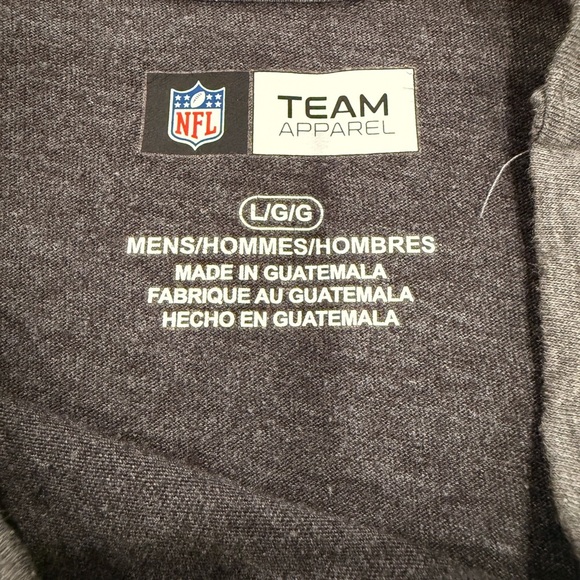 NFL
TEAM
APPAREL
L/G/G
MENS/HOMMES/HOMBRES
MADE IN GUATEMALA
FABRIQUE AU GUATEMALA
HECHO EN GUATEMALA